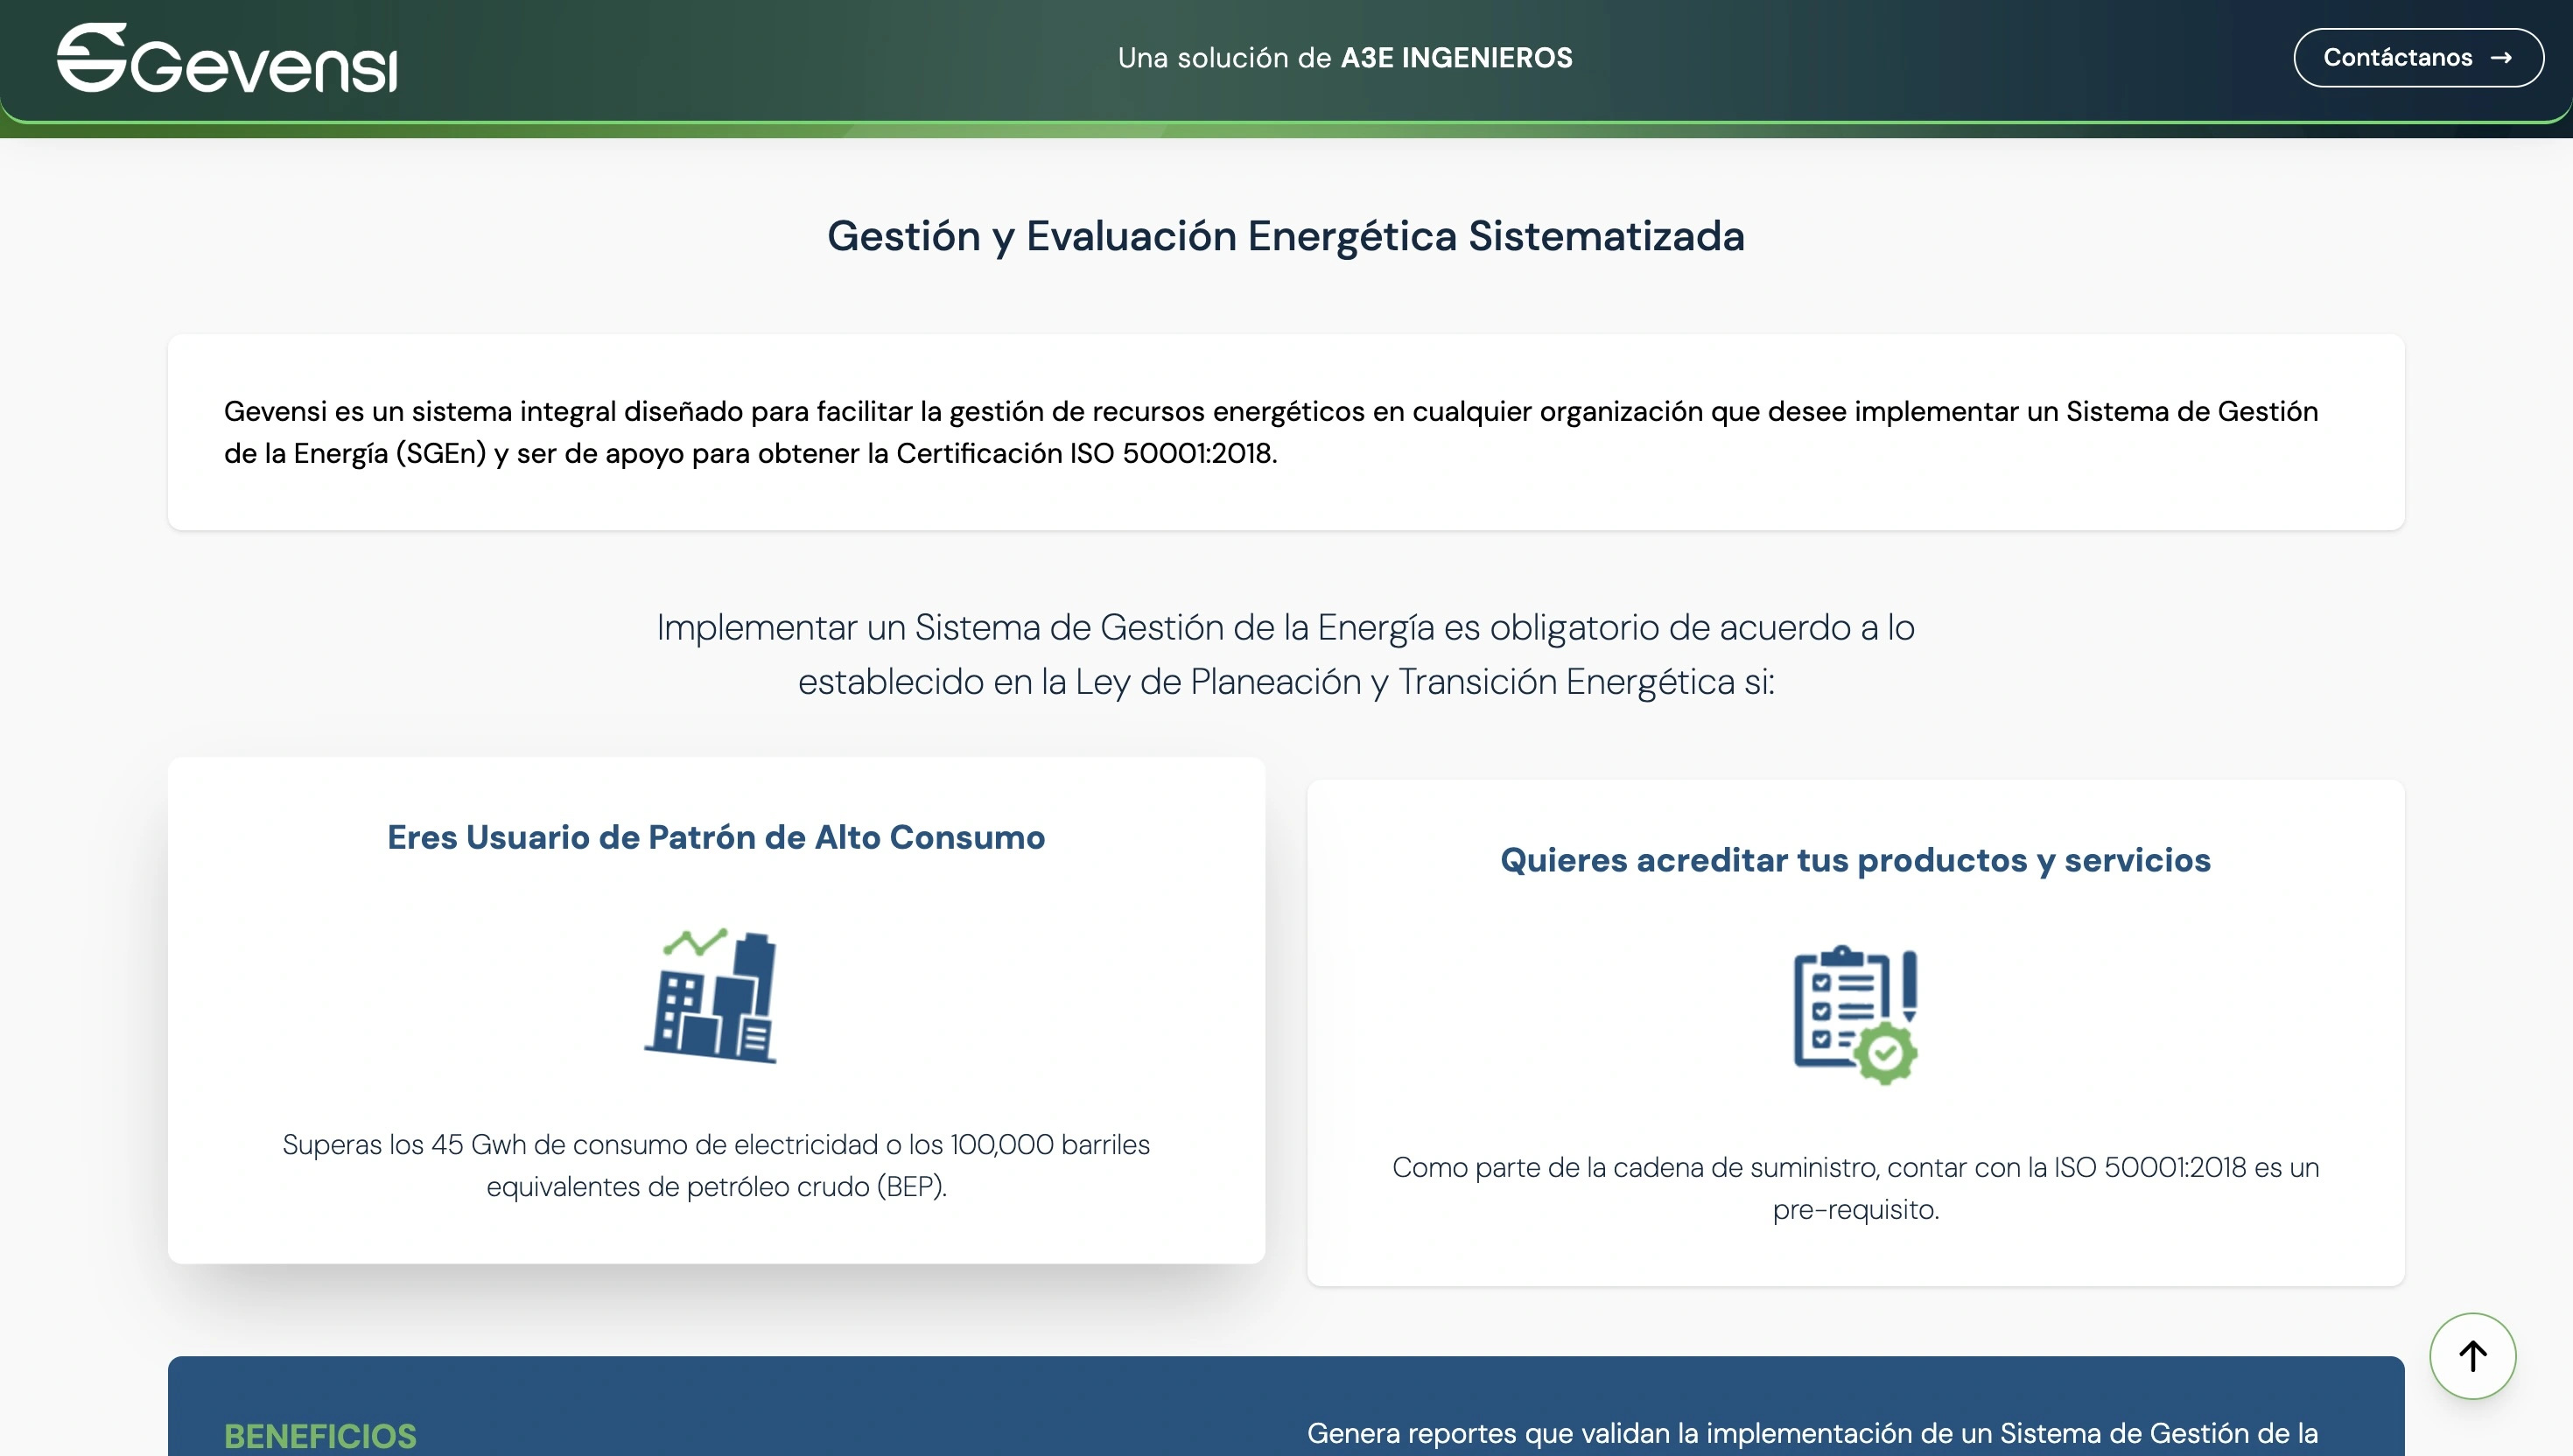 Gevensi
Una solución de A3E INGENIEROS
Contáctanos →
Gestión y Evaluación Energética Sistematizada
Gevensi es un sistema integral diseñado para facilitar la gestión de recursos energéticos en cualquier organización que desee implementar un Sistema de Gestión
de la Energía (SGEn) y ser de apoyo para obtener la Certificación ISO 50001:2018.
Implementar un Sistema de Gestión de la Energía es obligatorio de acuerdo a lo
establecido en la Ley de Planeación y Transición Energética si:
Eres Usuario de Patrón de Alto Consumo
Superas los 45 Gwh de consumo de electricidad o los 100,000 barriles
equivalentes de petróleo crudo (BEP).
Quieres acreditar tus productos y servicios
Como parte de la cadena de suministro, contar con la ISO 50001:2018 es un
pre-requisito.
BENEFICIOS
Genera reportes que validan la implementación de un Sistema de Gestión de la